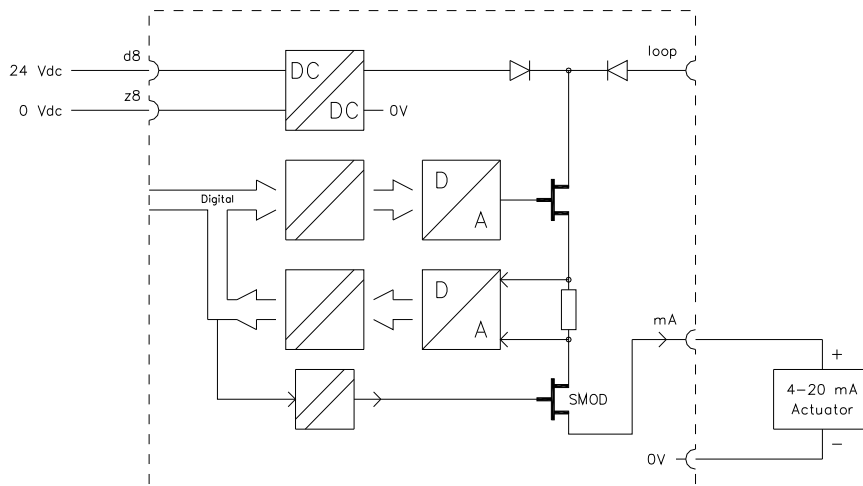 d8
loop
24 Vdc
DC
z8
0 Vdc
DC
0V
Digital
D
A
D
A
mA
+
SMOD
4-20 mA
Actuator
-
0V